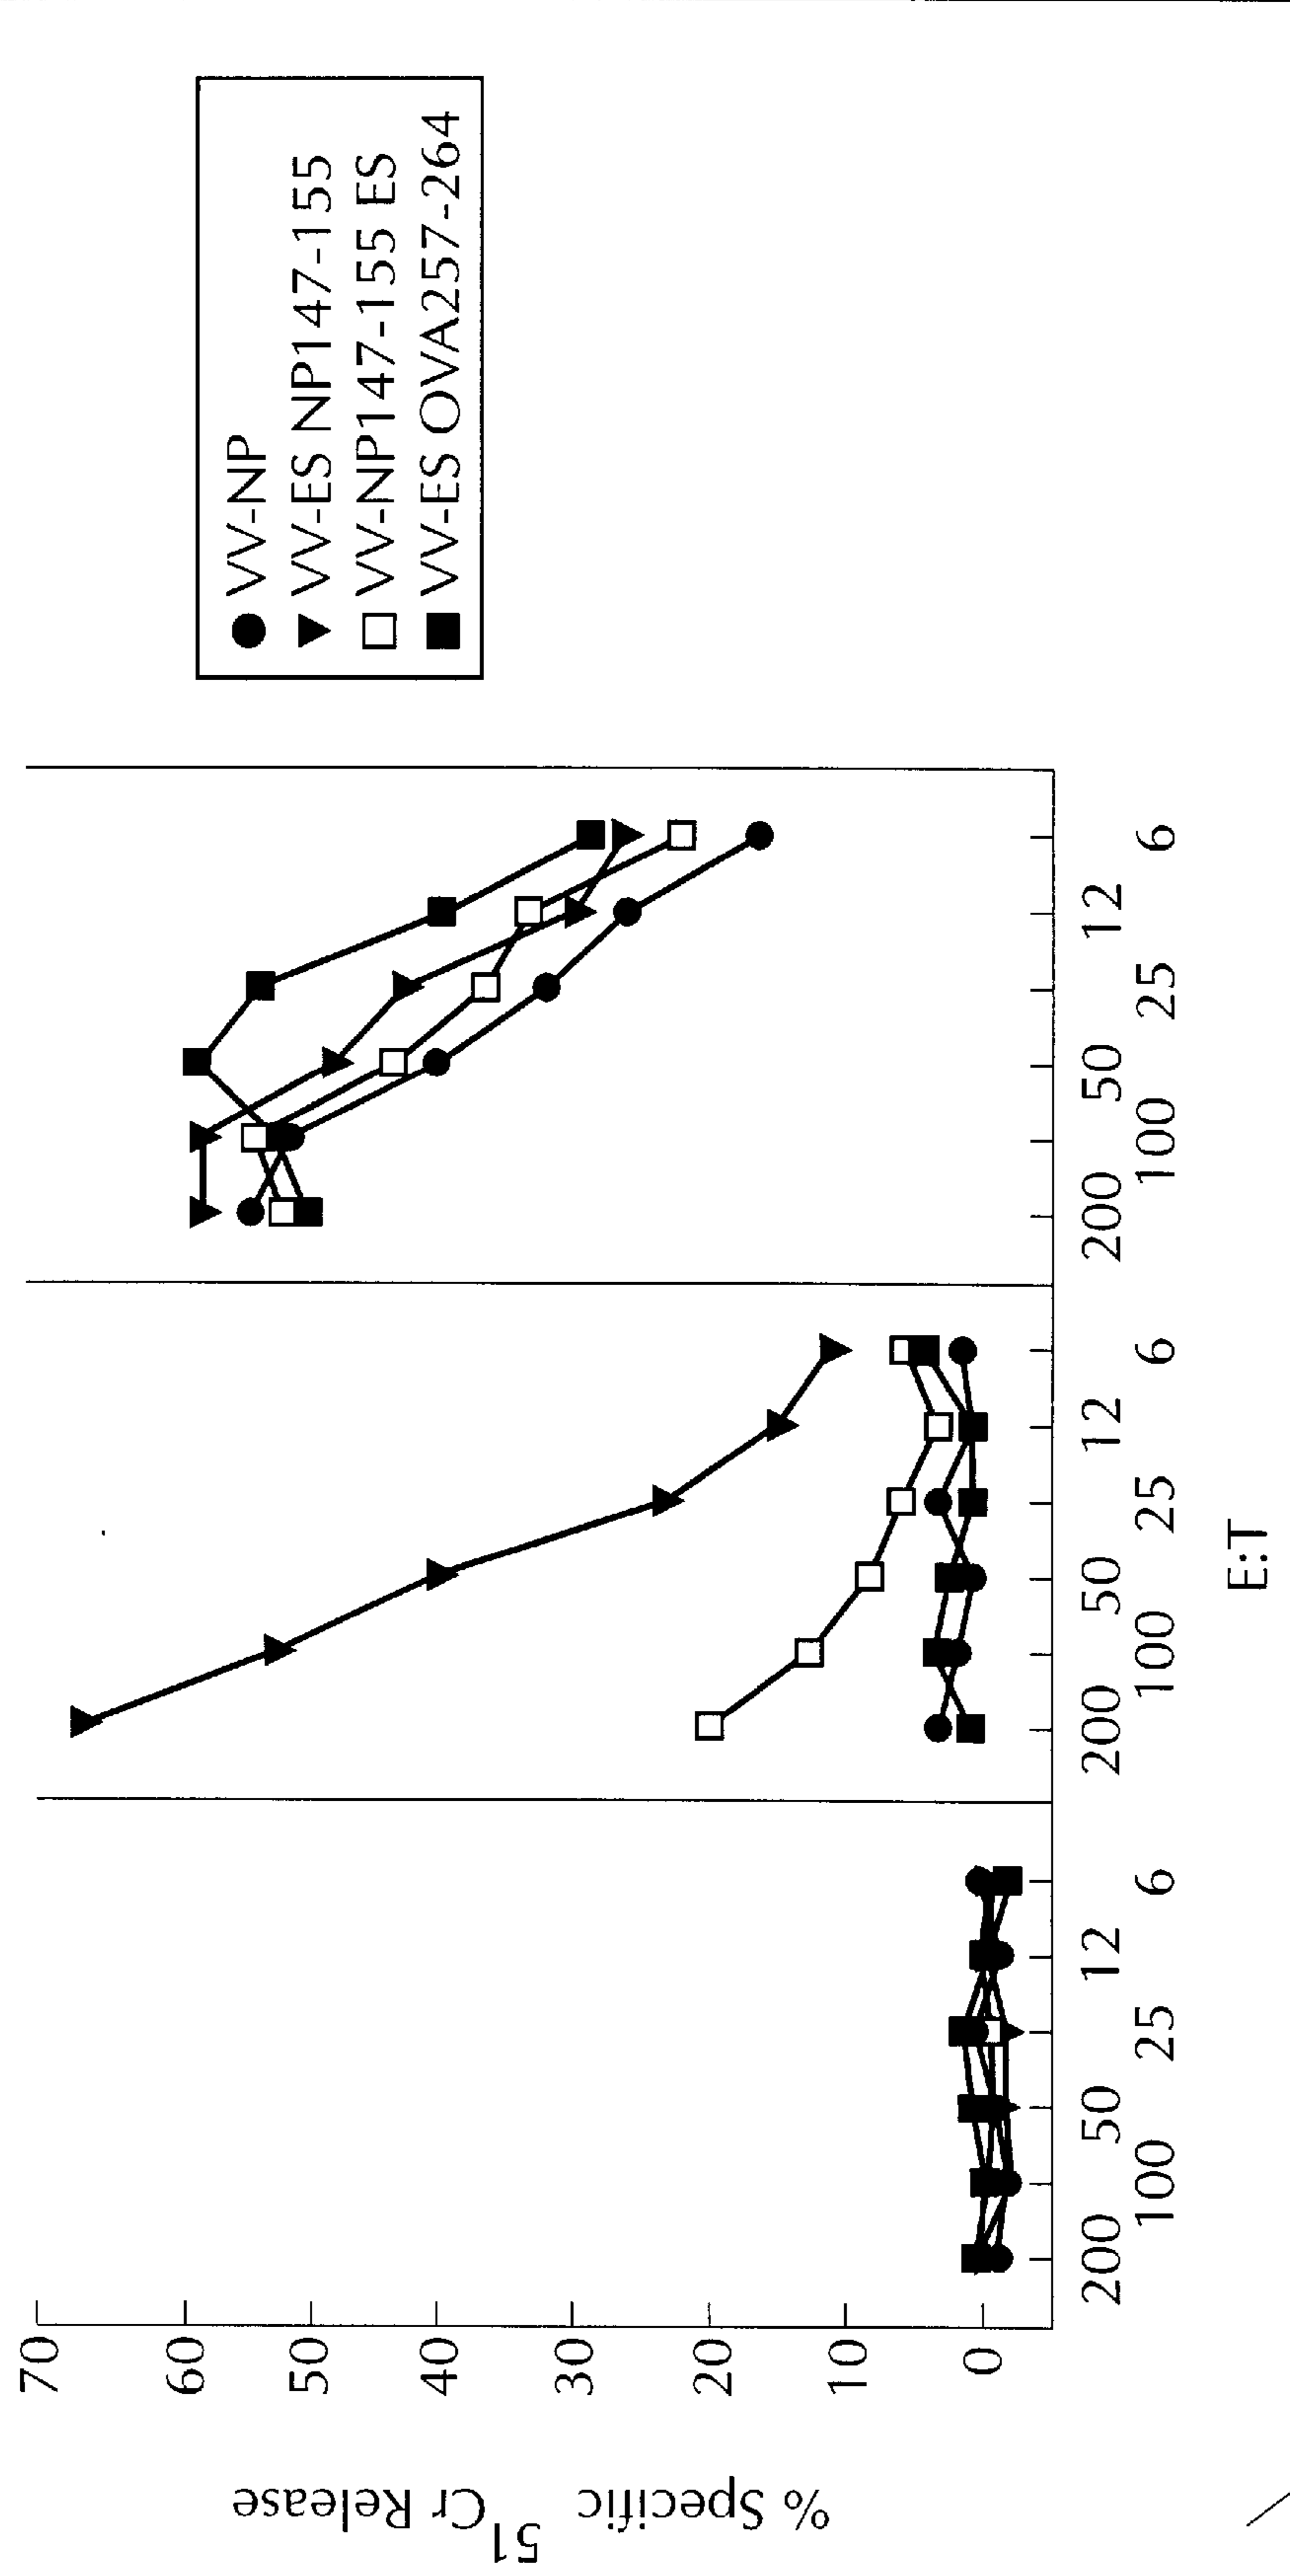 VV-NP
VV-ES NP147-155
VV-NP147-155 ES
VV-ES OVA257-264
% Specific 51Cr Release
70
60
50
40
30
20
10
0
200 100 50 25 12 6
200 100 50 25 12 6
200 100 50 25 12 6
E:T